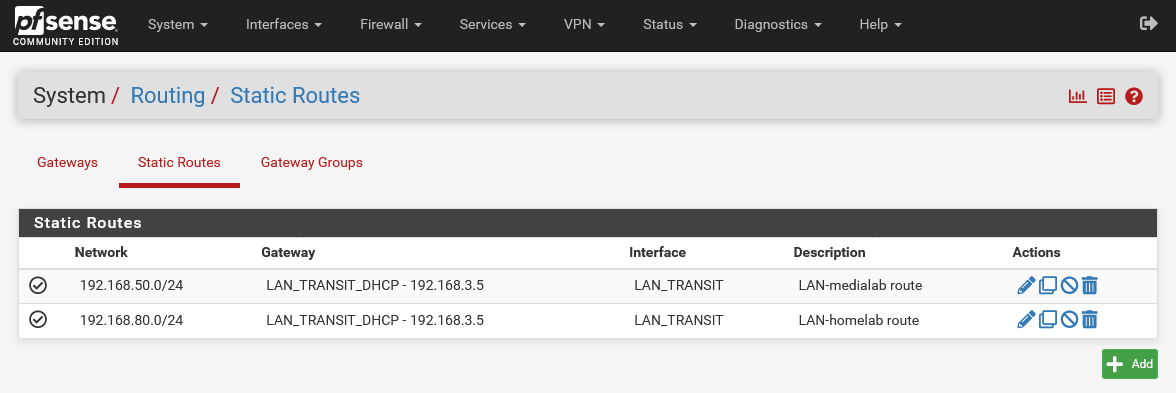 pfsense
COMMUNITY EDITION
System Interfaces Firewall Services VPN Status Diagnostics Help
System / Routing / Static Routes
Gateways Static Routes Gateway Groups
Static Routes
Network Gateway Interface Description Actions
192.168.50.0/24 LAN_TRANSIT_DHCP - 192.168.3.5 LAN_TRANSIT LAN-medialab route
192.168.80.0/24 LAN_TRANSIT_DHCP - 192.168.3.5 LAN_TRANSIT LAN-homelab route
Add